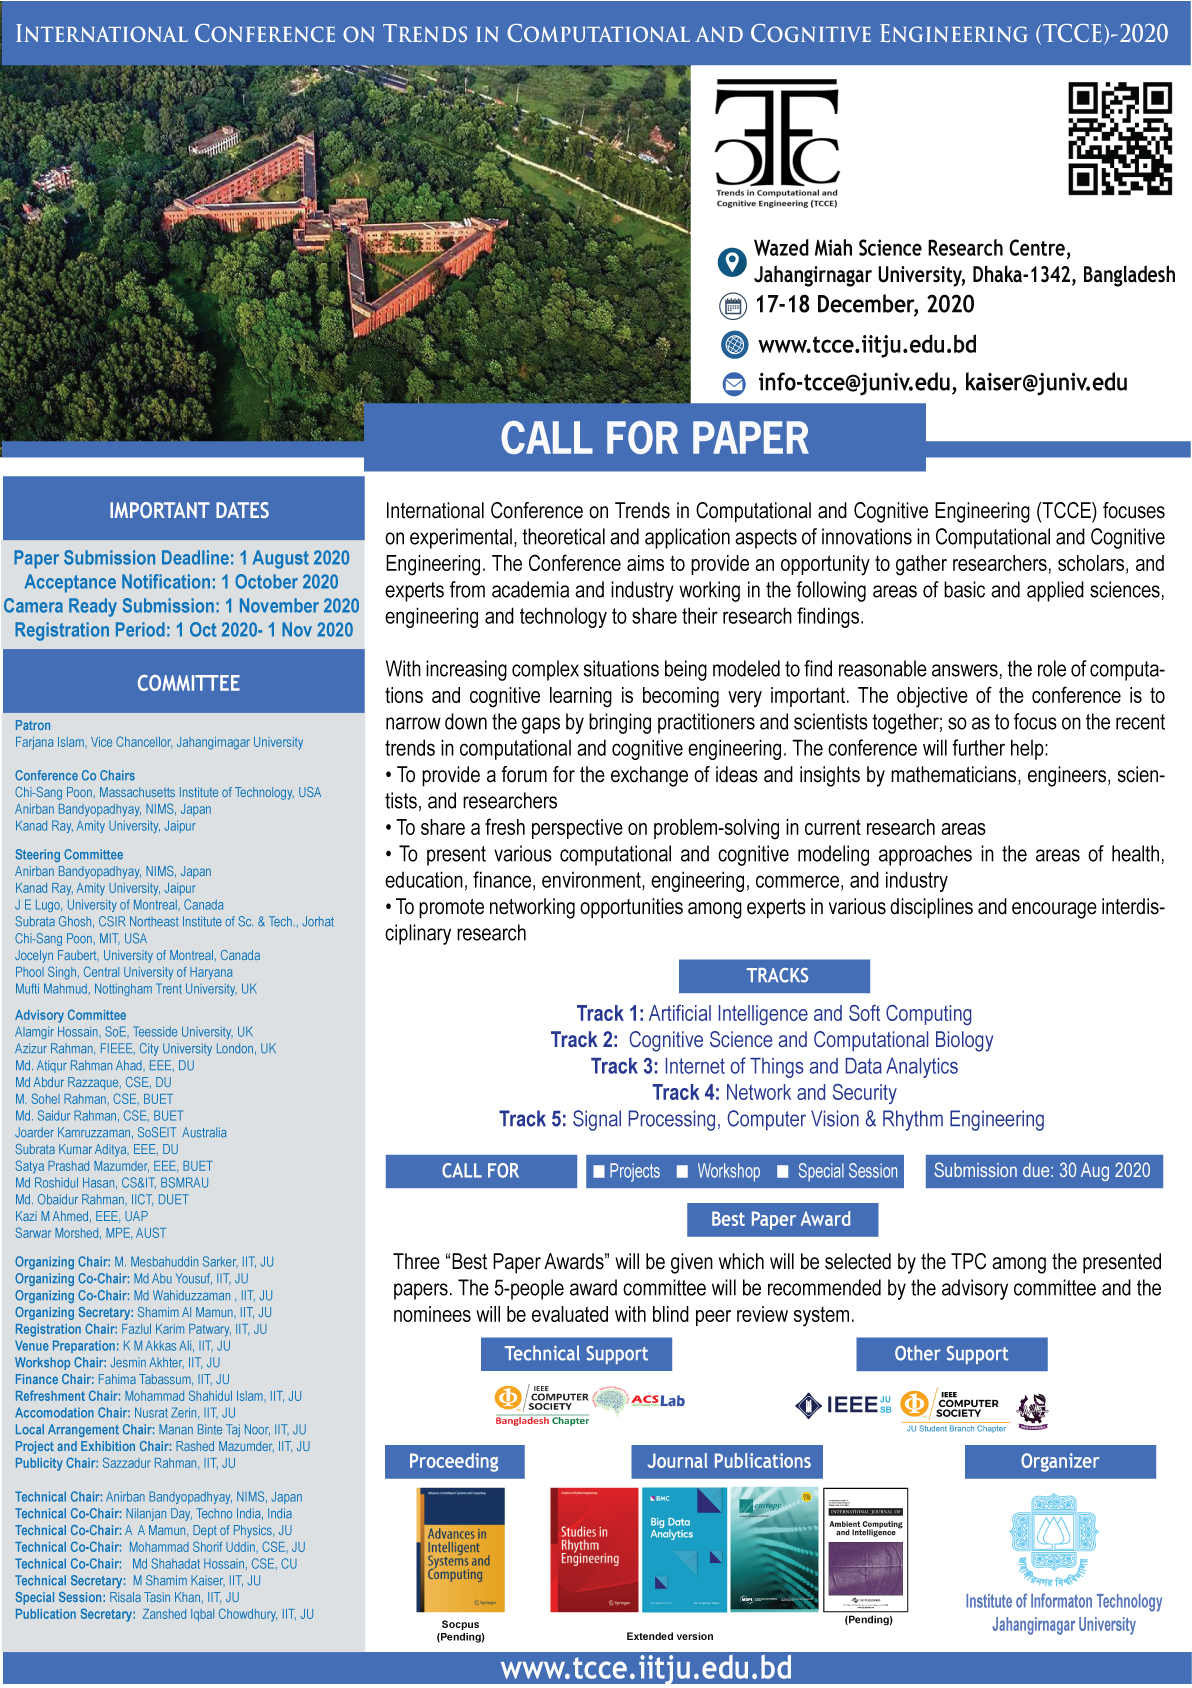 International Conference on Trends in Computational and Cognitive Engineering (TCCE)-2020
Trends in Computational and
Cognitive Engineering (TCCE)
Wazed Miah Science Research Centre,
Jahangirnagar University, Dhaka-1342, Bangladesh
17-18 December, 2020
www.tcce.iitju.edu.bd
info-tcce@juniv.edu, kaiser@juniv.edu
CALL FOR PAPER
IMPORTANT DATES
Paper Submission Deadline: 1 August 2020
Acceptance Notification: 1 October 2020
Camera Ready Submission: 1 November 2020
Registration Period: 1 Oct 2020- 1 Nov 2020
COMMITTEE
Patron
Farjana Islam, Vice Chancellor, Jahangirnagar University
Conference Co Chairs
Chi-Sang Poon, Massachusetts Institute of Technology, USA
Anirban Bandyopadhyay, NIMS, Japan
Kanad Ray, Amity University, Jaipur
Steering Committee
Anirban Bandyopadhyay, NIMS, Japan
Kanad Ray, Amity University, Jaipur
J E Lugo, University of Montreal, Canada
Subrata Ghosh, CSIR Northeast Institute of Sc. & Tech., Jorhat
Chi-Sang Poon, MIT, USA
Jocelyn Faubert, University of Montreal, Canada
Phool Singh, Central University of Haryana
Mufti Mahmud, Nottingham Trent University, UK
Advisory Committee
Alamgir Hossain, SoE, Teesside University, UK
Azizur Rahman, FIEEE, City University London, UK
Md. Atiqur Rahman Ahad, EEE, DU
Md Abdur Razzaque, CSE, DU
M. Sohel Rahman, CSE, BUET
Md. Saidur Rahman, CSE, BUET
Joarder Kamruzzaman, SoSEIT  Australia
Subrata Kumar Aditya, EEE, DU
Satya Prashad Mazumder, EEE, BUET
Md Roshidul Hasan, CS&IT, BSMRAU
Md. Obaidur Rahman, IICT, DUET
Kazi M Ahmed, EEE, UAP
Sarwar Morshed, MPE, AUST
Organizing Chair: M. Mesbahuddin Sarker, IIT, JU
Organizing Co-Chair: Md Abu Yousuf, IIT, JU
Organizing Co-Chair: Md Wahiduzzaman , IIT, JU
Organizing Secretary: Shamim Al Mamun, IIT, JU
Registration Chair: Fazlul Karim Patwary, IIT, JU
Venue Preparation: K M Akkas Ali, IIT, JU
Workshop Chair: Jesmin Akhter, IIT, JU
Finance Chair: Fahima Tabassum, IIT, JU
Refreshment Chair: Mohammad Shahidul Islam, IIT, JU
Accomodation Chair: Nusrat Zerin, IIT, JU
Local Arrangement Chair: Manan Binte Taj Noor, IIT, JU
Project and Exhibition Chair: Rashed Mazumder, IIT, JU
Publicity Chair: Sazzadur Rahman, IIT, JU
Technical Chair: Anirban Bandyopadhyay, NIMS, Japan
Technical Co-Chair: Nilanjan Day, Techno India, India
Technical Co-Chair: A  A Mamun, Dept of Physics, JU
Technical Co-Chair:  Mohammad Shorif Uddin, CSE, JU
Technical Co-Chair:   Md Shahadat Hossain, CSE, CU
Technical Secretary:  M Shamim Kaiser, IIT, JU
Special Session: Risala Tasin Khan, IIT, JU
Publication Secretary:  Zanshed Iqbal Chowdhury, IIT, JU
International Conference on Trends in Computational and Cognitive Engineering (TCCE) focuses
on experimental, theoretical and application aspects of innovations in Computational and Cognitive
Engineering. The Conference aims to provide an opportunity to gather researchers, scholars, and
experts from academia and industry working in the following areas of basic and applied sciences,
engineering and technology to share their research findings.
With increasing complex situations being modeled to find reasonable answers, the role of computa-
tions and cognitive learning is becoming very important. The objective of the conference is to
narrow down the gaps by bringing practitioners and scientists together; so as to focus on the recent
trends in computational and cognitive engineering. The conference will further help:
• To provide a forum for the exchange of ideas and insights by mathematicians, engineers, scien-
tists, and researchers
• To share a fresh perspective on problem-solving in current research areas
• To present various computational and cognitive modeling approaches in the areas of health,
education, finance, environment, engineering, commerce, and industry
• To promote networking opportunities among experts in various disciplines and encourage interdis-
ciplinary research
TRACKS
Track 1: Artificial Intelligence and Soft Computing
Track 2:  Cognitive Science and Computational Biology
Track 3: Internet of Things and Data Analytics
Track 4: Network and Security
Track 5: Signal Processing, Computer Vision & Rhythm Engineering
CALL FOR
Projects  Workshop  Special Session
Submission due: 30 Aug 2020
Best Paper Award
Three “Best Paper Awards” will be given which will be selected by the TPC among the presented
papers. The 5-people award committee will be recommended by the advisory committee and the
nominees will be evaluated with blind peer review system.
Technical Support
IEEE
COMPUTER
SOCIETY
Bangladesh Chapter
ACSLab
Other Support
IEEE JU
SB
IEEE
COMPUTER
SOCIETY
JU Student Branch Chapter
Proceeding
Advances in Intelligent Systems and Computing
Advances in
Intelligent
Systems and
Computing
Springer
Socpus
(Pending)
Journal Publications
Studies in Rhythm Engineering
Studies in
Rhythm
Engineering
Springer
BMC
Big Data
Analytics
entropy
MDPI
INTERNATIONAL JOURNAL OF
Ambient Computing
and Intelligence
Extended version
(Pending)
Organizer
জাহাঙ্গীরনগর বিশ্ববিদ্যালয়
Institute of Informaton Technology
Jahangirnagar University
www.tcce.iitju.edu.bd